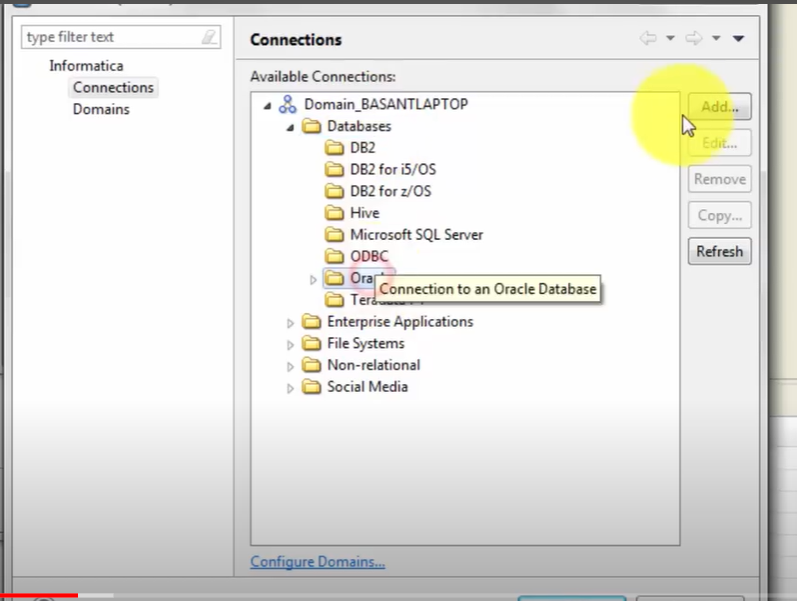 type filter text
Informatica
Connections
Domains
Connections
Available Connections:
Domain_BASANTLAPTOP
Databases
DB2
DB2 for i5/OS
DB2 for z/OS
Hive
Microsoft SQL Server
ODBC
Connection to an Oracle Database
Enterprise Applications
File Systems
Non-relational
Social Media
Add...
Edit...
Remove
Copy...
Refresh
Configure Domains...